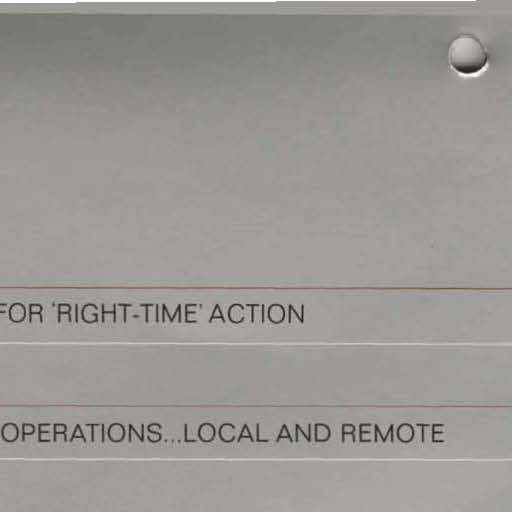 FOR 'RIGHT-TIME' ACTION
OPERATIONS...LOCAL AND REMOTE